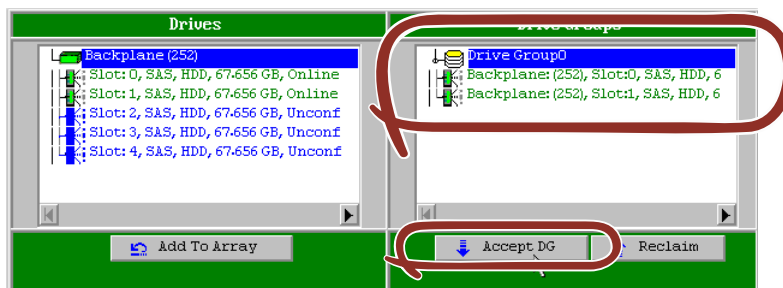 Drives
Drive Groups
Backplane (252)
Slot: 0, SAS, HDD, 67.656 GB, Online
Slot: 1, SAS, HDD, 67.656 GB, Online
Slot: 2, SAS, HDD, 67.656 GB, Unconf
Slot: 3, SAS, HDD, 67.656 GB, Unconf
Slot: 4, SAS, HDD, 67.656 GB, Unconf
Drive Group0
Backplane: (252), Slot:0, SAS, HDD, 6
Backplane: (252), Slot:1, SAS, HDD, 6
Add To Array
Accept DG
Reclaim